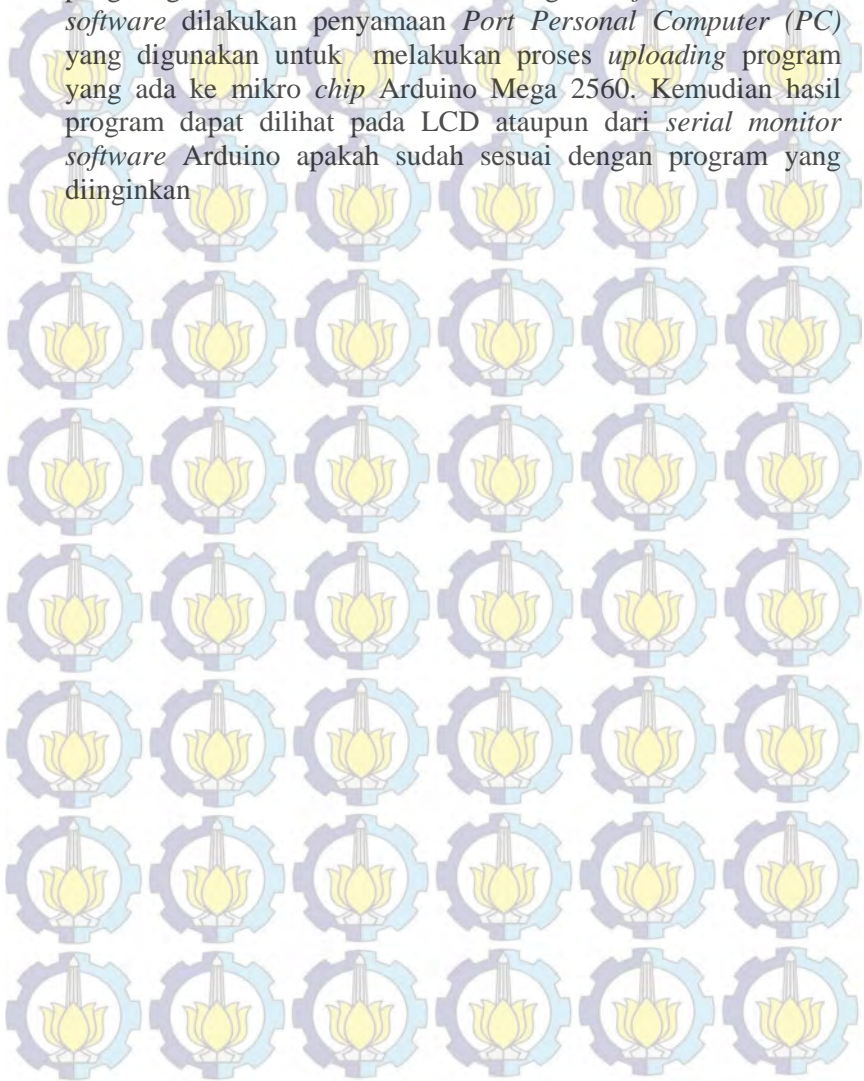 software dilakukan penyamaan Port Personal Computer (PC)
yang digunakan untuk melakukan proses uploading program
yang ada ke mikro chip Arduino Mega 2560. Kemudian hasil
program dapat dilihat pada LCD ataupun dari serial monitor
software Arduino apakah sudah sesuai dengan program yang
diinginkan